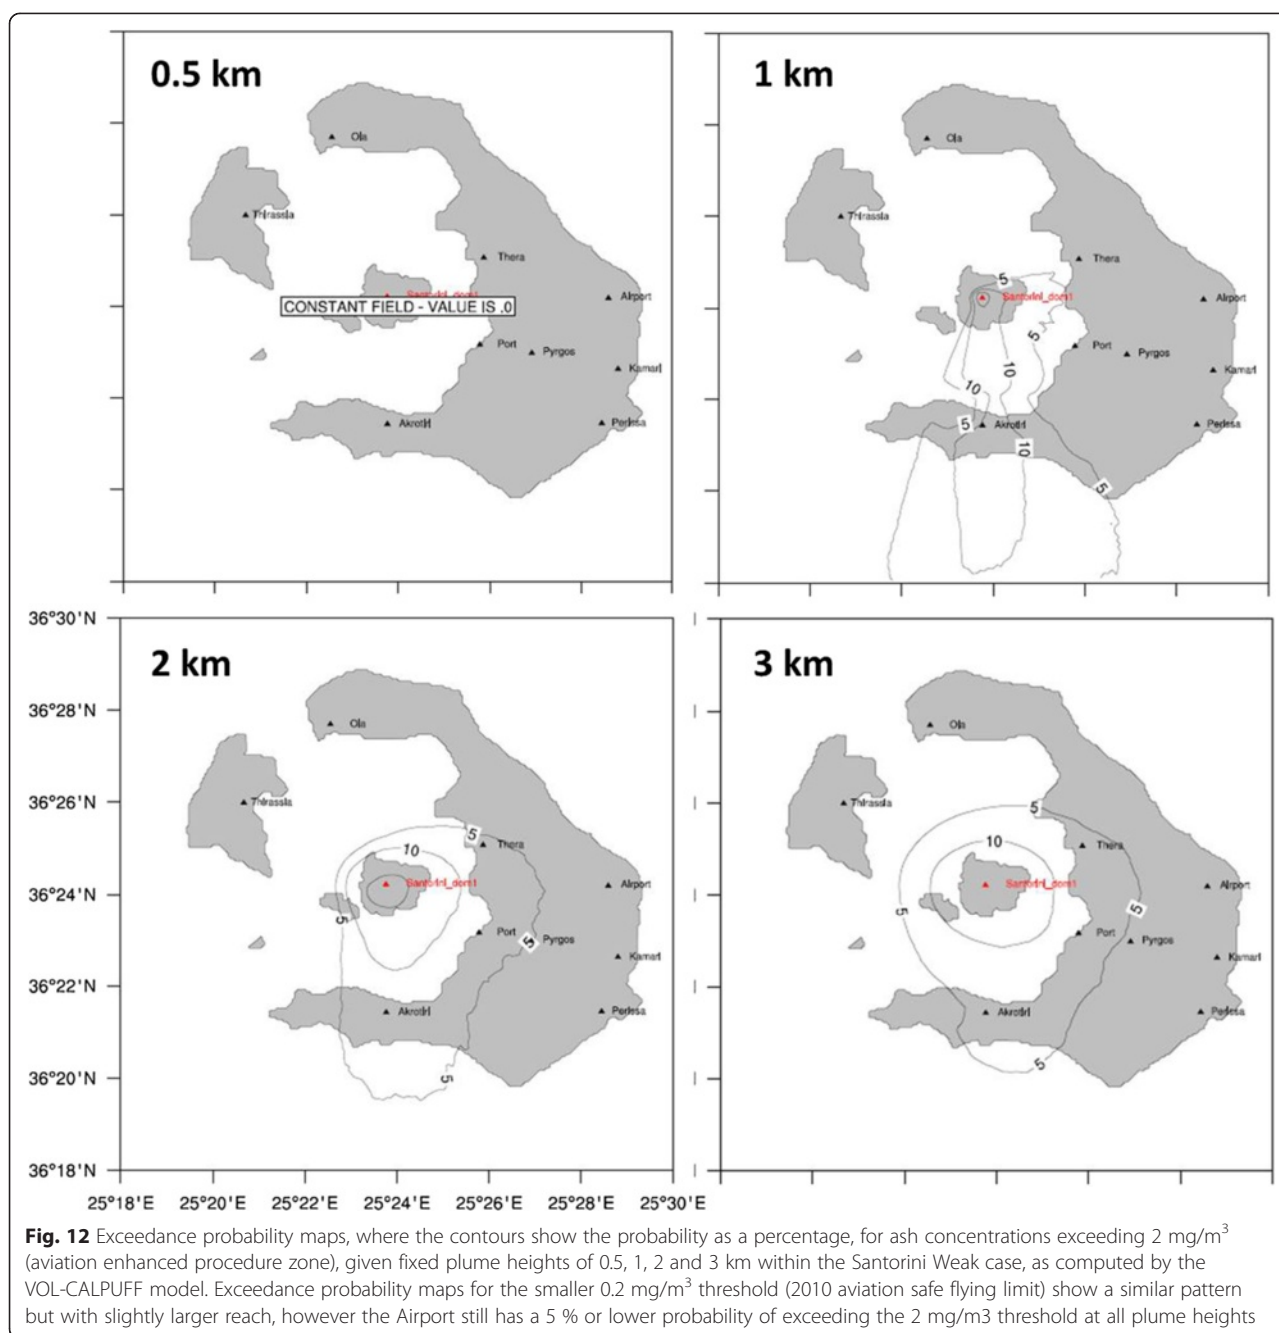 0.5 km
Ola
Thirassia
Thera
Santorini_dom1
Airport
CONSTANT FIELD - VALUE IS .0
Port
Pyrgos
Kamari
Akrotiri
Perissa
1 km
Ola
Thirassia
Thera
5
Santorini_dom1
Airport
5
Port
Pyrgos
10
10
Kamari
5
Akrotiri
Perissa
10
5
36°30'N
36°28'N
36°26'N
36°24'N
36°22'N
36°20'N
36°18'N
25°18'E 25°20'E 25°22'E 25°24'E 25°26'E 25°28'E 25°30'E
2 km
Ola
Thirassia
5
Thera
10
Santorini_dom1
Airport
5
Port
5
Pyrgos
Kamari
Akrotiri
Perissa
5
3 km
Ola
Thirassia
5
10
Thera
Santorini_dom1
Airport
5
5
Port
Pyrgos
Kamari
Akrotiri
Perissa
5
Fig. 12 Exceedance probability maps, where the contours show the probability as a percentage, for ash concentrations exceeding 2 mg/m³
(aviation enhanced procedure zone), given fixed plume heights of 0.5, 1, 2 and 3 km within the Santorini Weak case, as computed by the
VOL-CALPUFF model. Exceedance probability maps for the smaller 0.2 mg/m³ threshold (2010 aviation safe flying limit) show a similar pattern
but with slightly larger reach, however the Airport still has a 5 % or lower probability of exceeding the 2 mg/m3 threshold at all plume heights